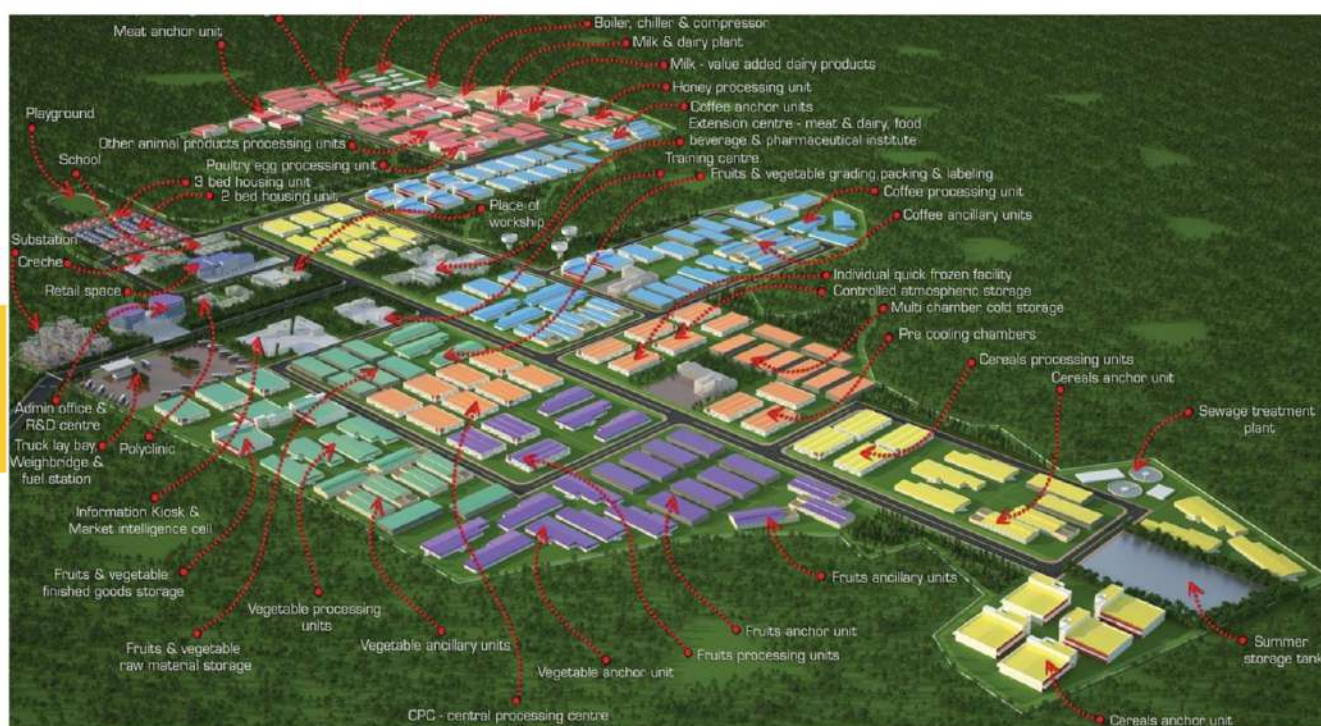 Meat anchor unit
Boiler, chiller & compressor
Milk & dairy plant
Milk - value added dairy products
Honey processing unit
Coffee anchor units
Extension centre - meat & dairy, food
beverage & pharmaceutical institute
Training centre
Fruits & vegetable grading,packing & labeling
Coffee processing unit
Coffee ancillary units
Playground
School
Other animal products processing units
Poultry egg processing unit
3 bed housing unit
2 bed housing unit
Place of
workship
Substation
Creche
Retail space
Individual quick frozen facility
Controlled atmospheric storage
Multi chamber cold storage
Pre cooling chambers
Cereals processing units
Cereals anchor unit
Sewage treatment
plant
Admin office &
R&D centre
Truck lay bay,
Weighbridge &
fuel station
Polyclinic
Information Kiosk &
Market intelligence cell
Fruits & vegetable
finished goods storage
Fruits & vegetable
raw material storage
Vegetable processing
units
Vegetable ancillary units
CPC - central processing centre
Vegetable anchor unit
Fruits processing units
Fruits anchor unit
Fruits ancillary units
Summer
storage tank
Cereals anchor unit